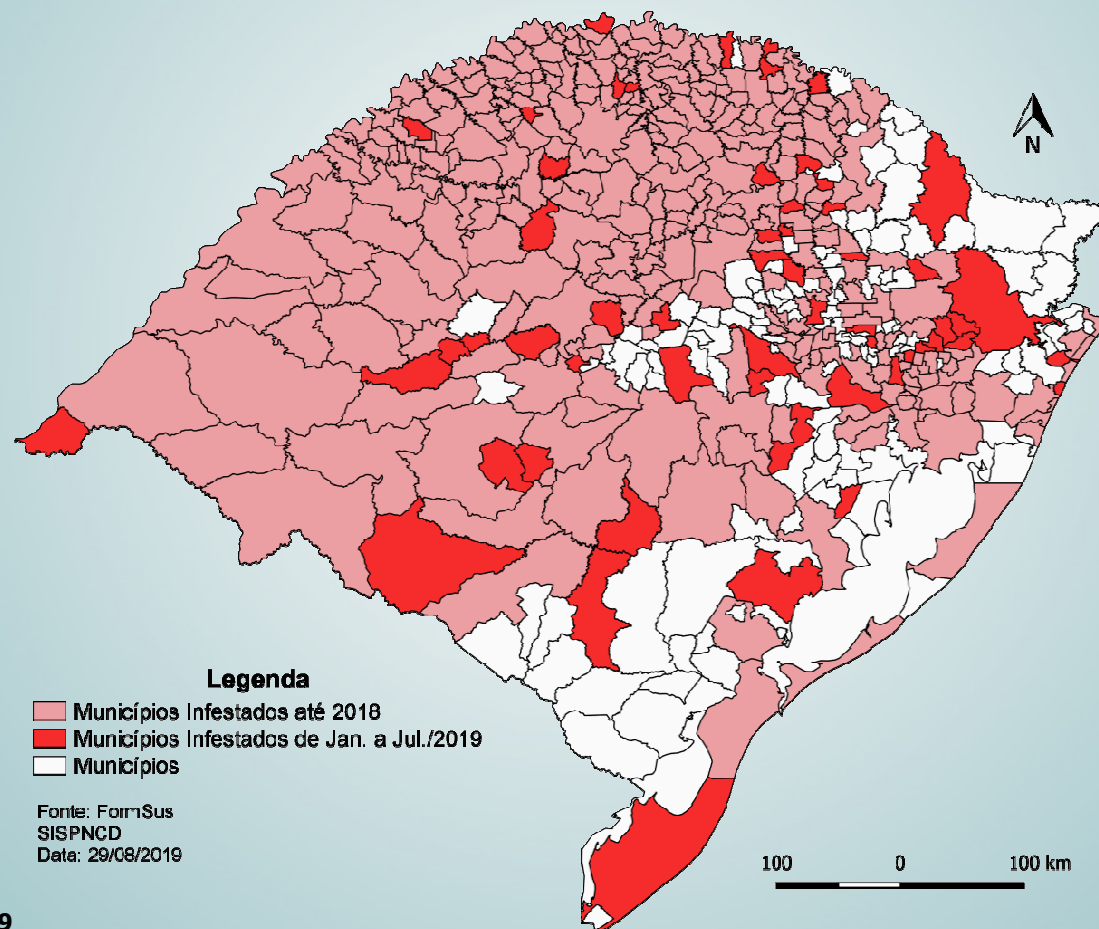 N
Legenda
Municípios Infestados até 2018
Municípios Infestados de Jan. a Jul./2019
Municípios
Fonte: FormSus
SISPNCD
Data: 29/08/2019
100 0 100 km
9